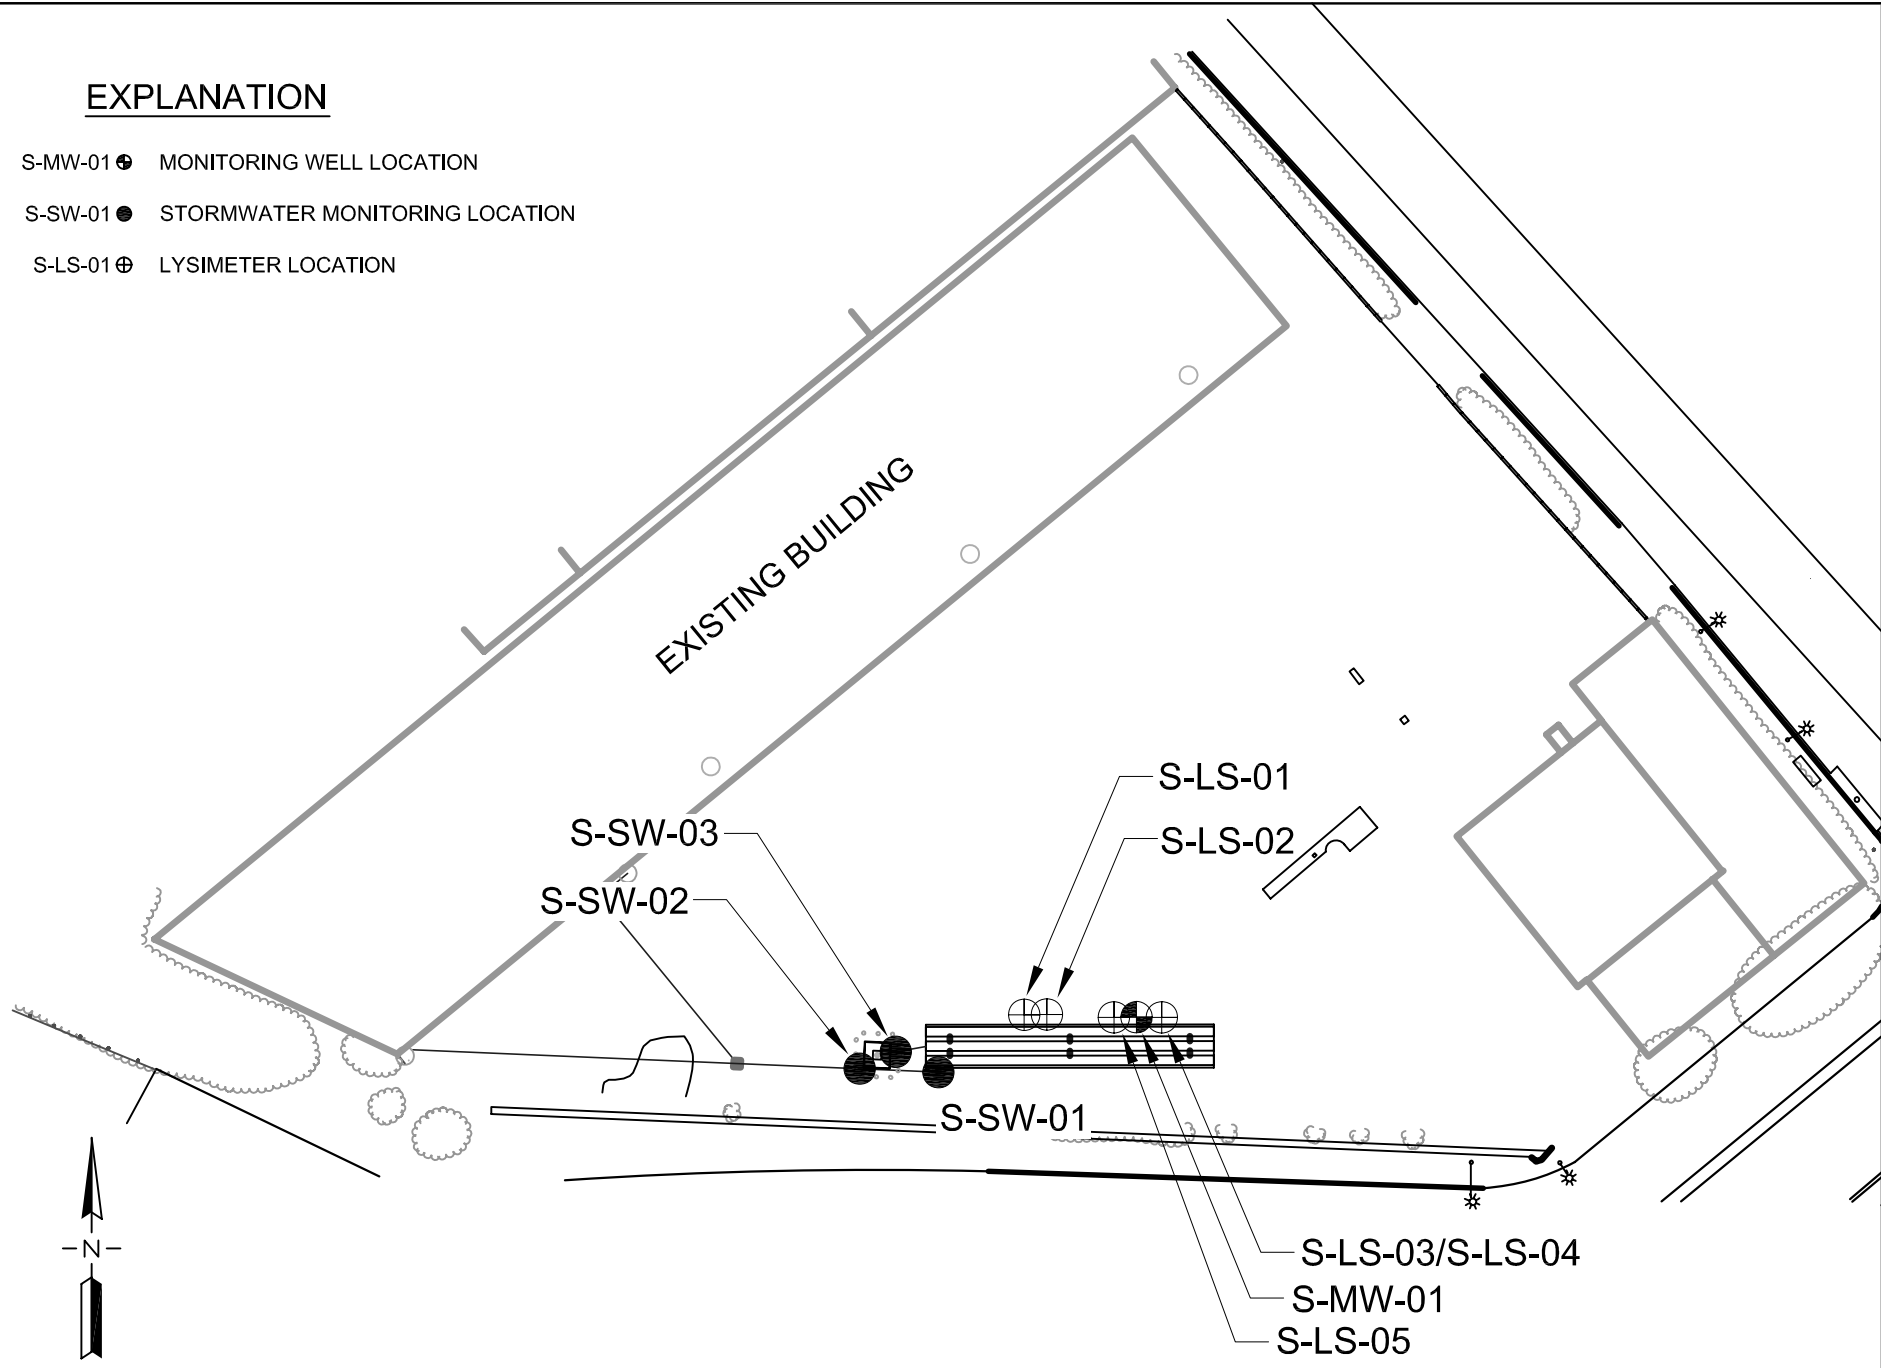 EXPLANATION
S-MW-01 MONITORING WELL LOCATION
S-SW-01 STORMWATER MONITORING LOCATION
S-LS-01 LYSIMETER LOCATION
EXISTING BUILDING
S-LS-01
S-SW-03
S-LS-02
S-SW-02
S-SW-01
-N-
S-LS-03/S-LS-04
S-MW-01
S-LS-05